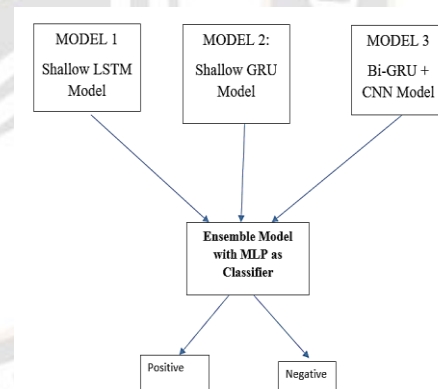 MODEL 1
Shallow LSTM
Model
MODEL 2:
Shallow GRU
Model
MODEL 3
Bi-GRU +
CNN Model
Ensemble Model
with MLP as
Classifier
Positive
Negative